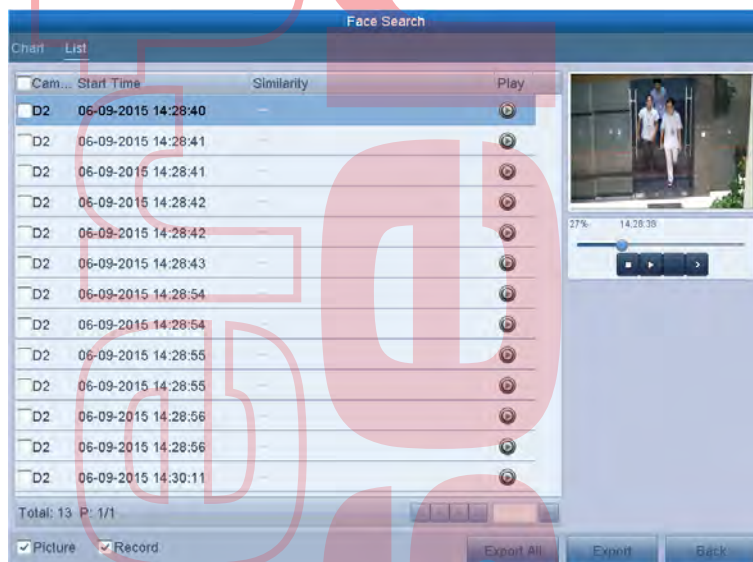 Face Search
Chart List
Cam... Start Time Similarity Play
D2 06-09-2015 14:28:40 —
D2 06-09-2015 14:28:41 —
D2 06-09-2015 14:28:41 —
D2 06-09-2015 14:28:42 —
D2 06-09-2015 14:28:42 —
D2 06-09-2015 14:28:43 —
D2 06-09-2015 14:28:54 —
D2 06-09-2015 14:28:54 —
D2 06-09-2015 14:28:55 —
D2 06-09-2015 14:28:55 —
D2 06-09-2015 14:28:56 —
D2 06-09-2015 14:28:56 —
D2 06-09-2015 14:30:11 —
27% 14:28:38
Total: 13 P: 1/1
Picture Record Export All Export Back